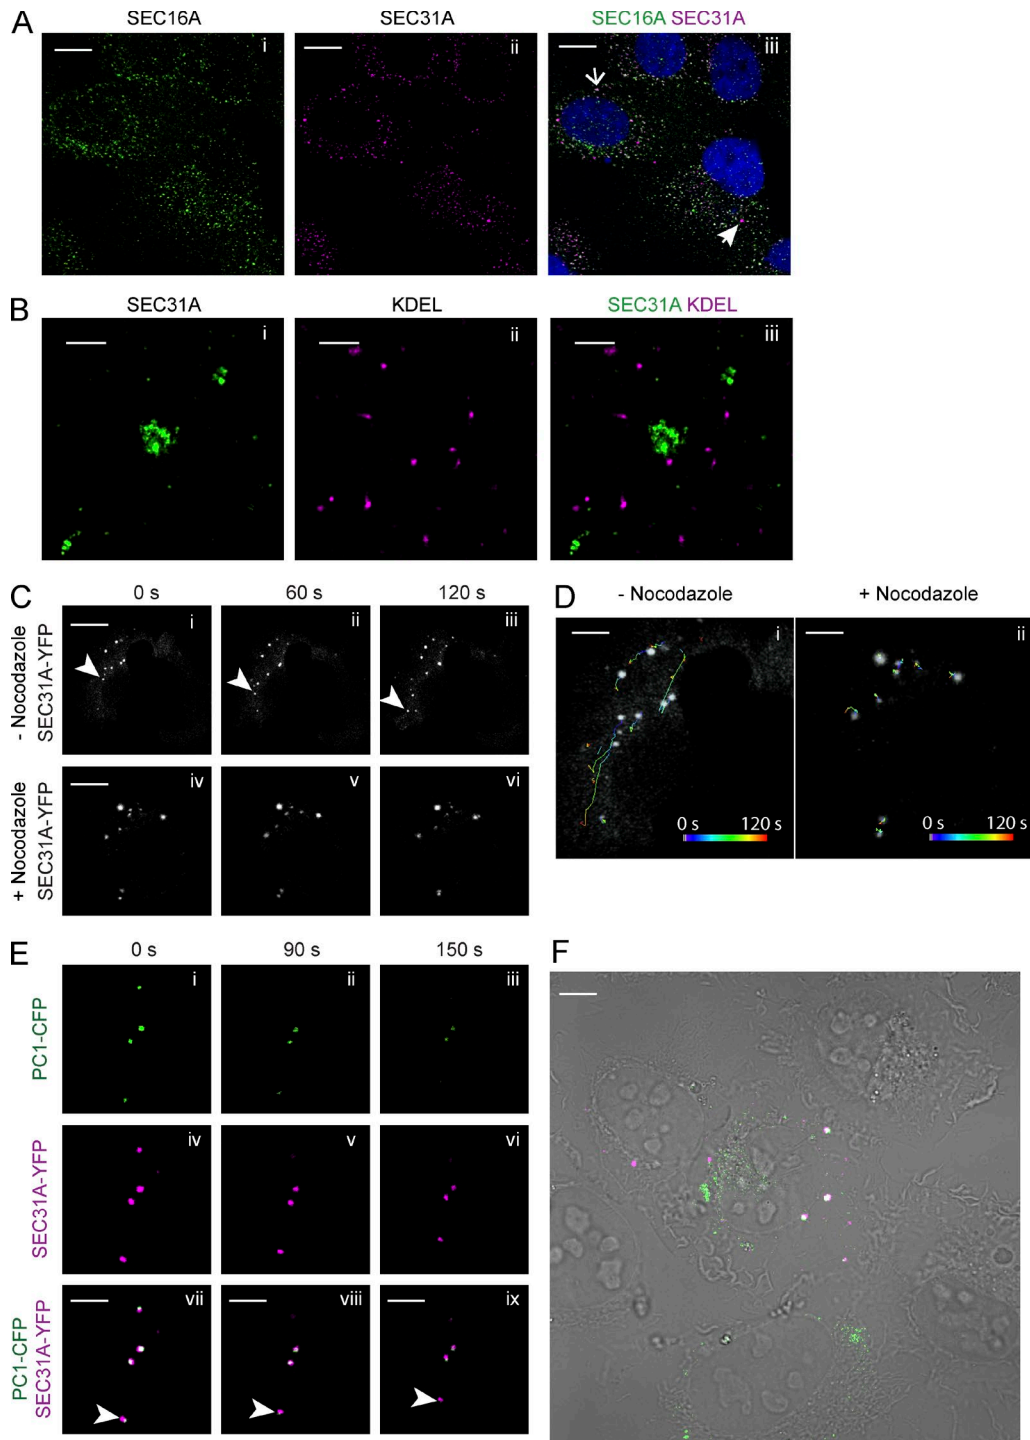 A
SEC16A
SEC31A
SEC16A SEC31A
i
ii
iii
B
SEC31A
KDEL
SEC31A KDEL
i
ii
iii
C
0 s
60 s
120 s
- Nocodazole
SEC31A-YFP
i
ii
iii
+ Nocodazole
SEC31A-YFP
iv
v
vi
D
- Nocodazole
+ Nocodazole
i
ii
0 s
120 s
0 s
120 s
E
0 s
90 s
150 s
PC1-CFP
i
ii
iii
SEC31A-YFP
iv
v
vi
PC1-CFP
SEC31A-YFP
vii
viii
ix
F